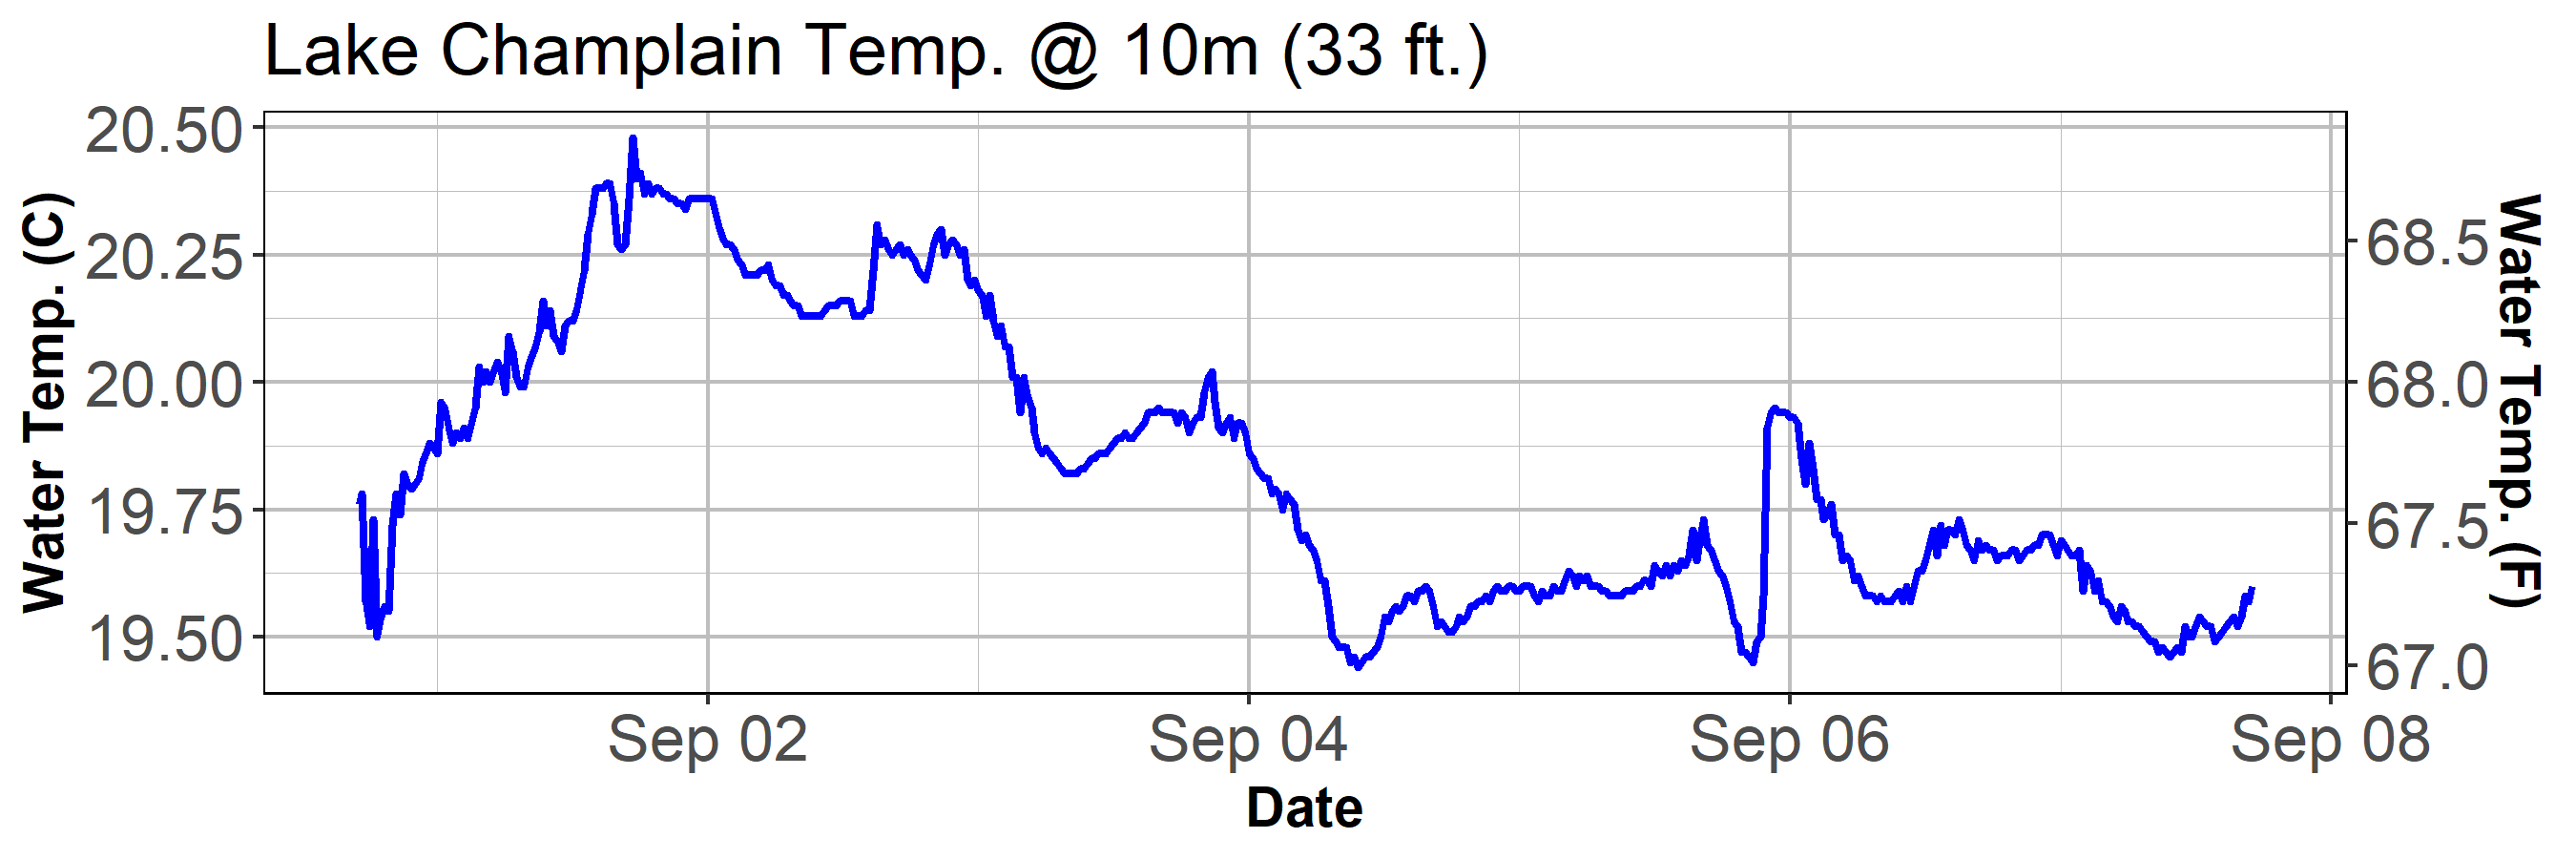 Lake Champlain Temp. @ 10m (33 ft.)
Water Temp. (C)
20.50
20.25
20.00
19.75
19.50
68.5
68.0
67.5
67.0
Water Temp. (F)
Sep 02
Sep 04
Sep 06
Sep 08
Date